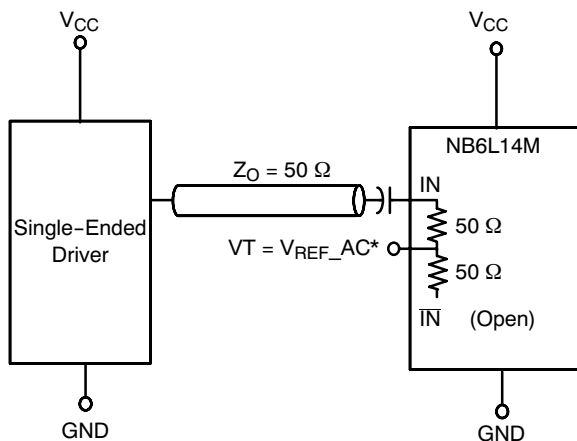 VCC
VCC
NB6L14M
ZO = 50 Ω
IN
Single-Ended
Driver
50 Ω
VT = VREF_AC*
50 Ω
IN (Open)
GND
GND